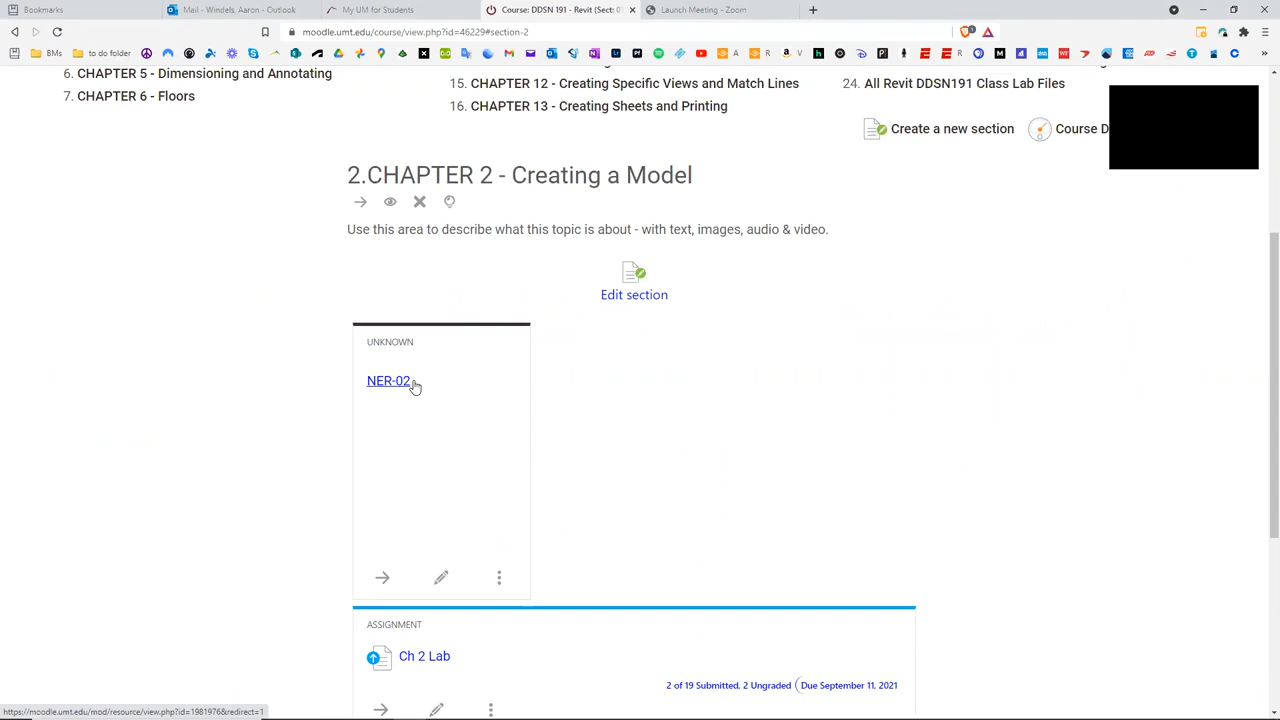 Bookmarks
Mail - Windels, Aaron - Outlook
My UM for Students
Course: DDSN 191 - Revit (Sect: 01
Launch Meeting - Zoom
moodle.umt.edu/course/view.php?id=46229#section-2
BMs
to do folder
A
R
A
V
6. CHAPTER 5 - Dimensioning and Annotating
7. CHAPTER 6 - Floors
15. CHAPTER 12 - Creating Specific Views and Match Lines
16. CHAPTER 13 - Creating Sheets and Printing
24. All Revit DDSN191 Class Lab Files
Create a new section
Course D
2.CHAPTER 2 - Creating a Model
Use this area to describe what this topic is about - with text, images, audio & video.
Edit section
UNKNOWN
NER-02
ASSIGNMENT
Ch 2 Lab
2 of 19 Submitted, 2 Ungraded
Due September 11, 2021
https://moodle.umt.edu/mod/resource/view.php?id=1981976&redirect=1